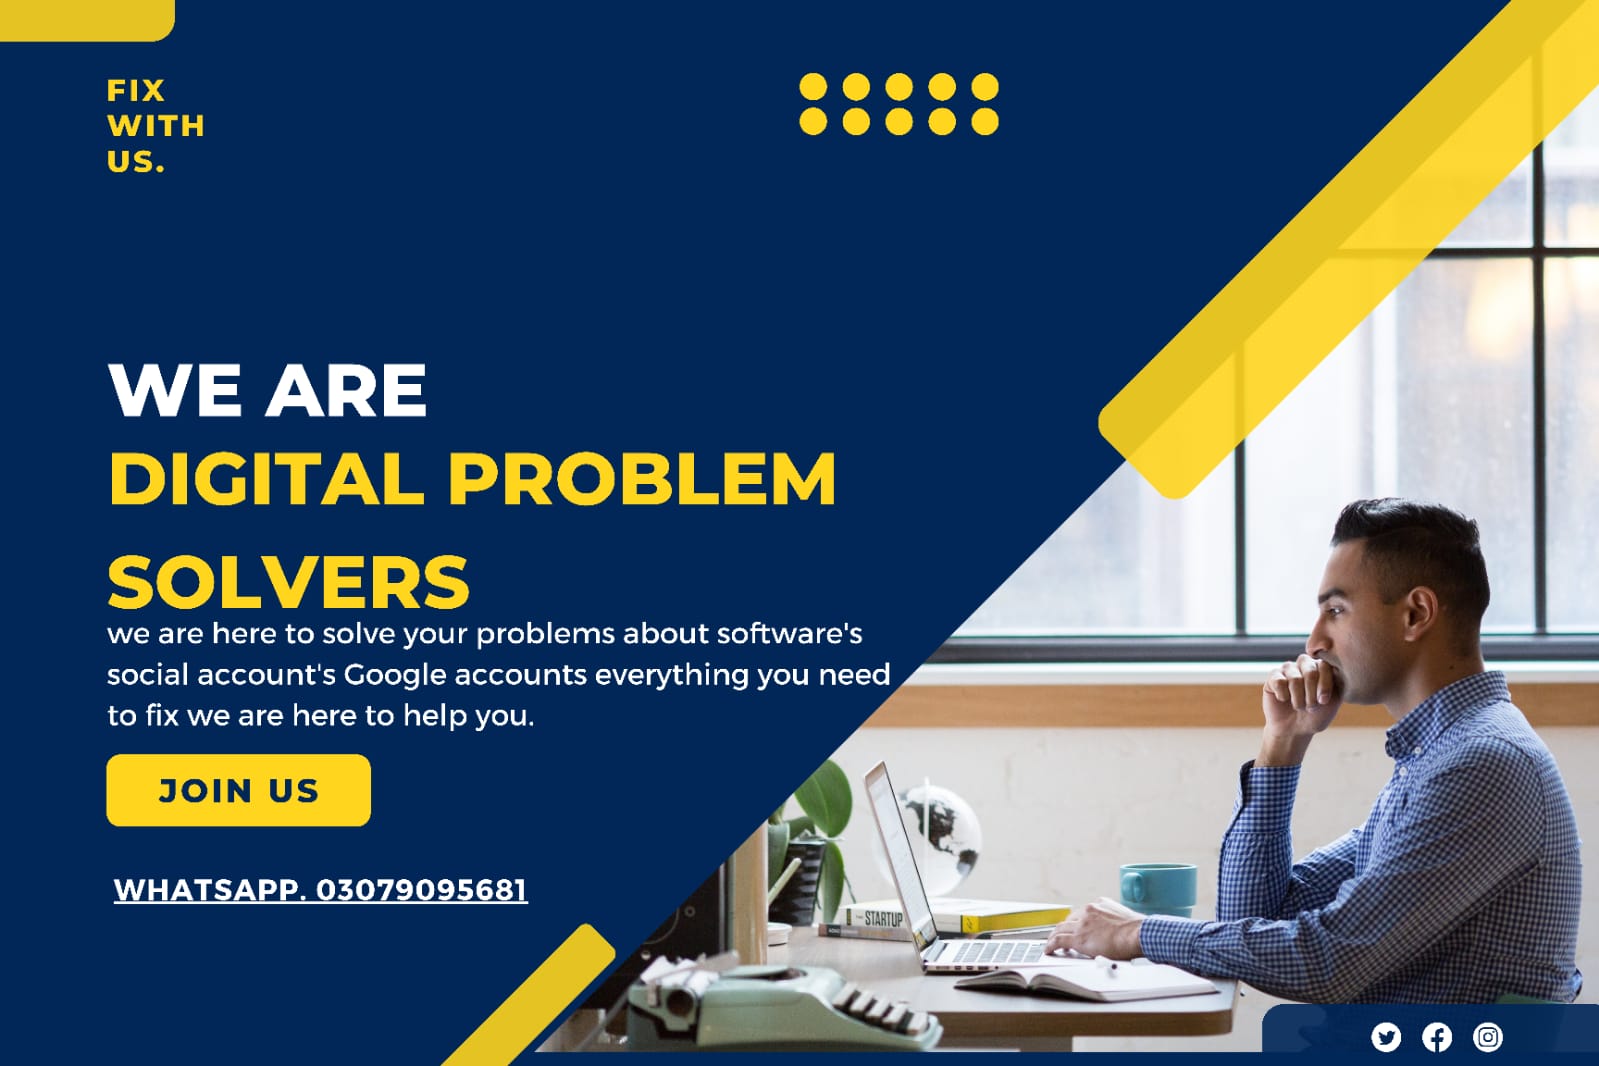 FIX
WITH
US.
WE ARE
DIGITAL PROBLEM
SOLVERS
we are here to solve your problems about software's
social account's Google accounts everything you need
to fix we are here to help you.
JOIN US
WHATSAPP. 03079095681
STARTUP